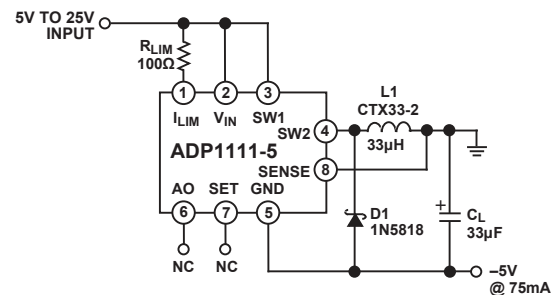 5V TO 25V
INPUT
RLIM
100Ω
1
2
3
ILIM
VIN
SW1
L1
CTX33-2
SW2
4
33µH
ADP1111-5
SENSE
8
AO
SET
GND
6
7
5
D1
1N5818
+
CL
33µF
NC
NC
–5V
@ 75mA